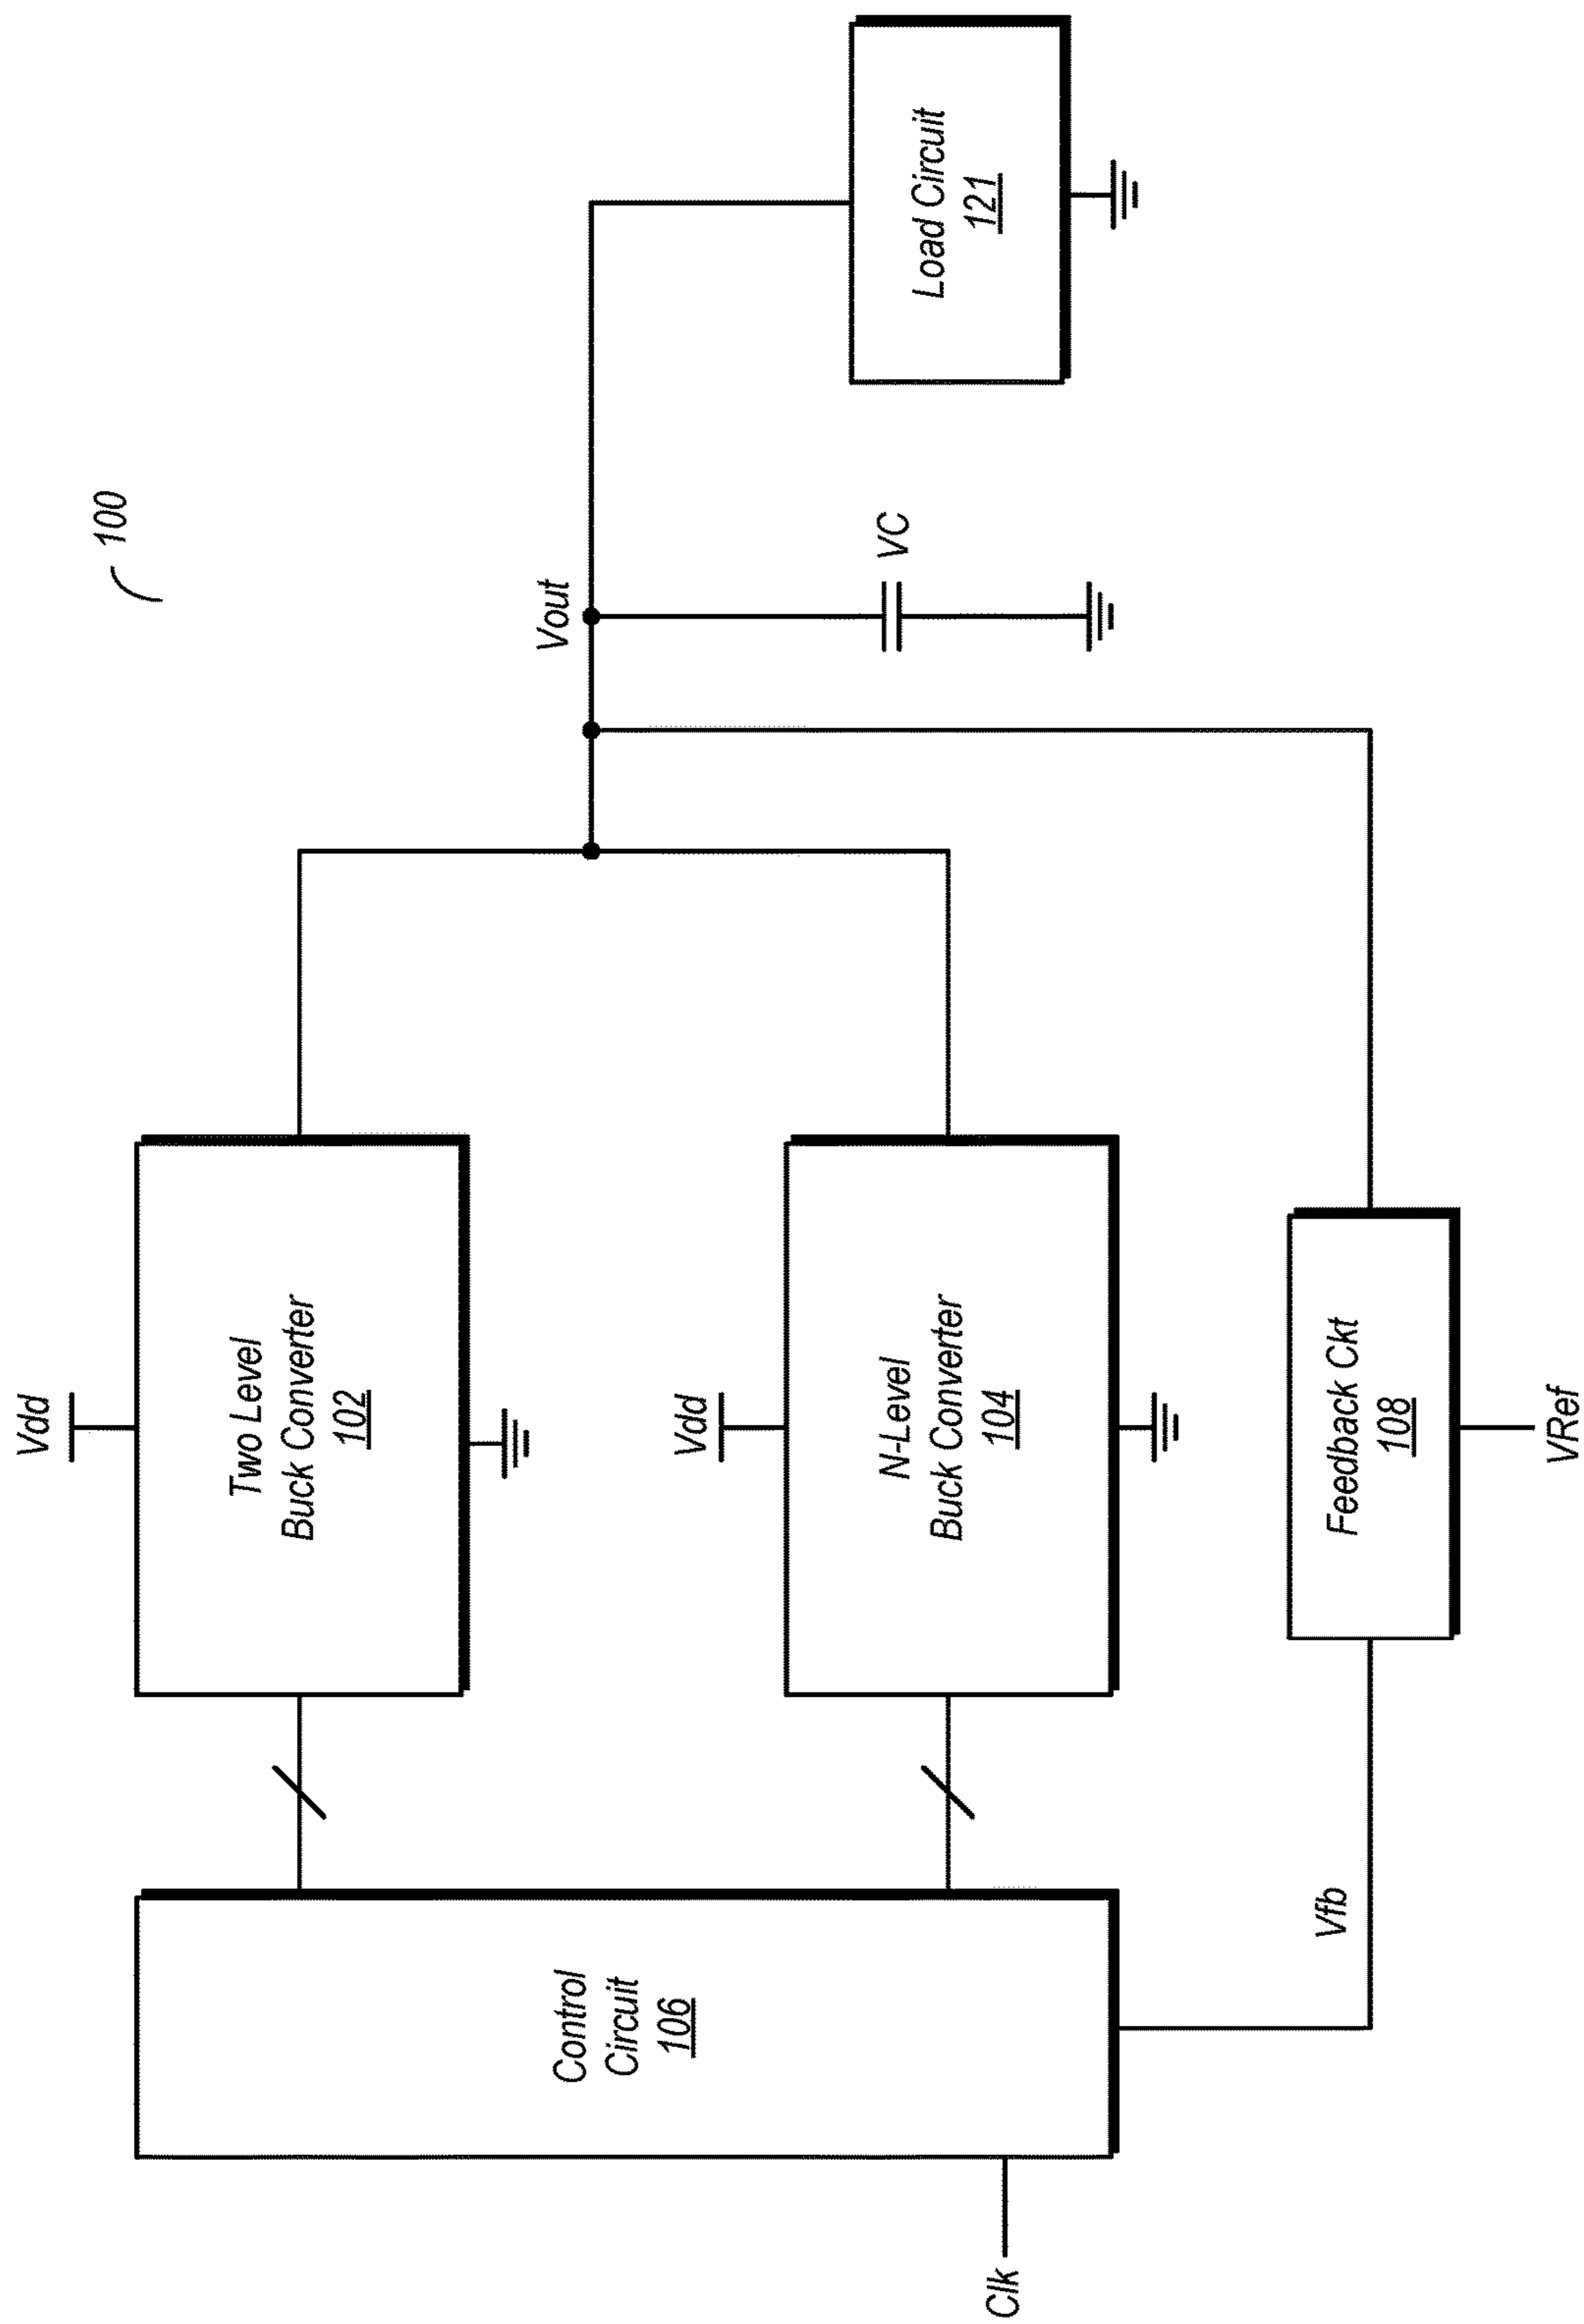 100
Vdd
Two Level
Buck Converter
102
Vdd
N-Level
Buck Converter
104
Control
Circuit
106
Clk
Vfb
Feedback Ckt
108
VRef
Vout
VC
Load Circuit
121